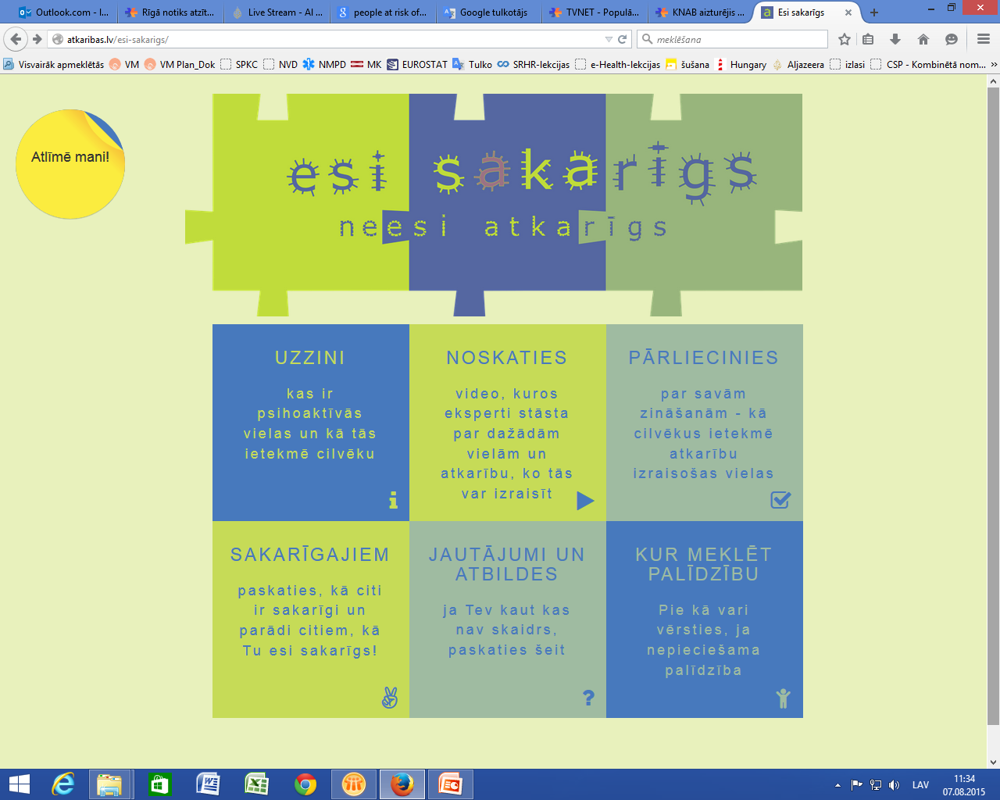 Outlook.com - I...
Rīgā notiks atzīt...
Live Stream - Al ...
people at risk of...
Google tulkotājs
TVNET - Populā...
KNAB aizturējis ...
Esi sakarīgs
atkaribas.lv/esi-sakarigs/
meklēšana
Visvairāk apmeklētās
VM
VM Plan_Dok
SPKC
NVD
NMPD
MK
EUROSTAT
Tulko
SRHR-lekcijas
e-Health-lekcijas
šušana
Hungary
Aljazeera
izlasi
CSP - Kombinētā nom...
Atlīmē mani!
esi sakarīgs
neesi atkarīgs
UZZINI
kas ir
psihoaktīvās
vielas un kā tās
ietekmē cilvēku
NOSKATIES
video, kuros
eksperti stāsta
par dažādām
vielām un
atkarību, ko tās
var izraisīt
PĀRLIECINIES
par savām
zināšanām - kā
cilvēkus ietekmē
atkarību
izraisošas vielas
SAKARĪGAJIEM
paskaties, kā citi
ir sakarīgi un
parādi citiem, kā
Tu esi sakarīgs!
JAUTĀJUMI UN
ATBILDES
ja Tev kaut kas
nav skaidrs,
paskaties šeit
KUR MEKLĒT
PALĪDZĪBU
Pie kā vari
vērsties, ja
nepieciešama
palīdzība
LAV
11:34
07.08.2015